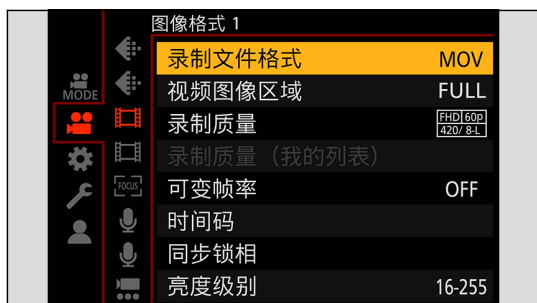 图像格式 1
MODE
录制文件格式 MOV
视频图像区域 FULL
录制质量 FHD 60p 420/ 8-L
录制质量（我的列表）
FOCUS
可变帧率 OFF
时间码
同步锁相
亮度级别 16-255